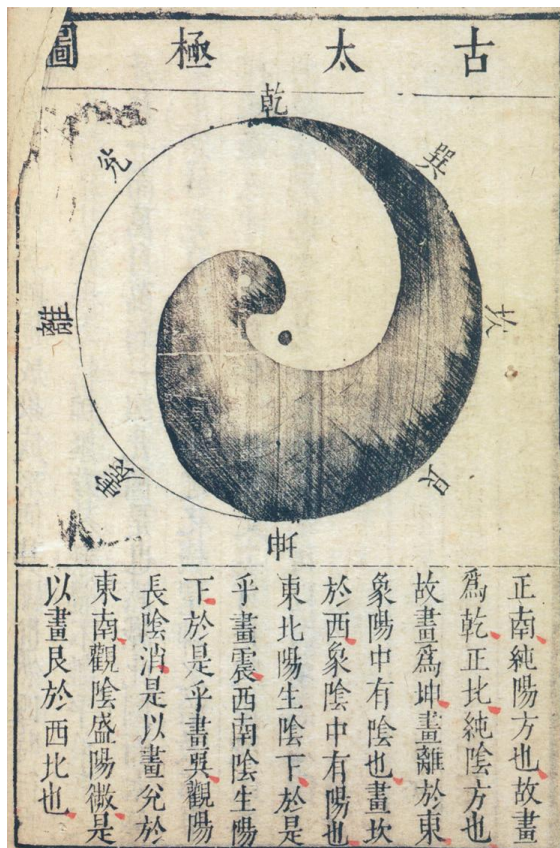 古太極圖
乾
兌
巽
離
坎
震
艮
坤
正南純陽方也故畫
爲乾正北純陰方也
故畫爲坤畫離於東
象陽中有陰也畫坎
於西象陰中有陽也
東北陽生陰下於是
乎畫震西南陰生陽
下於是乎畫巽觀陽
長陰消是以畫兌於
東南觀陰盛陽微是
以畫艮於西北也